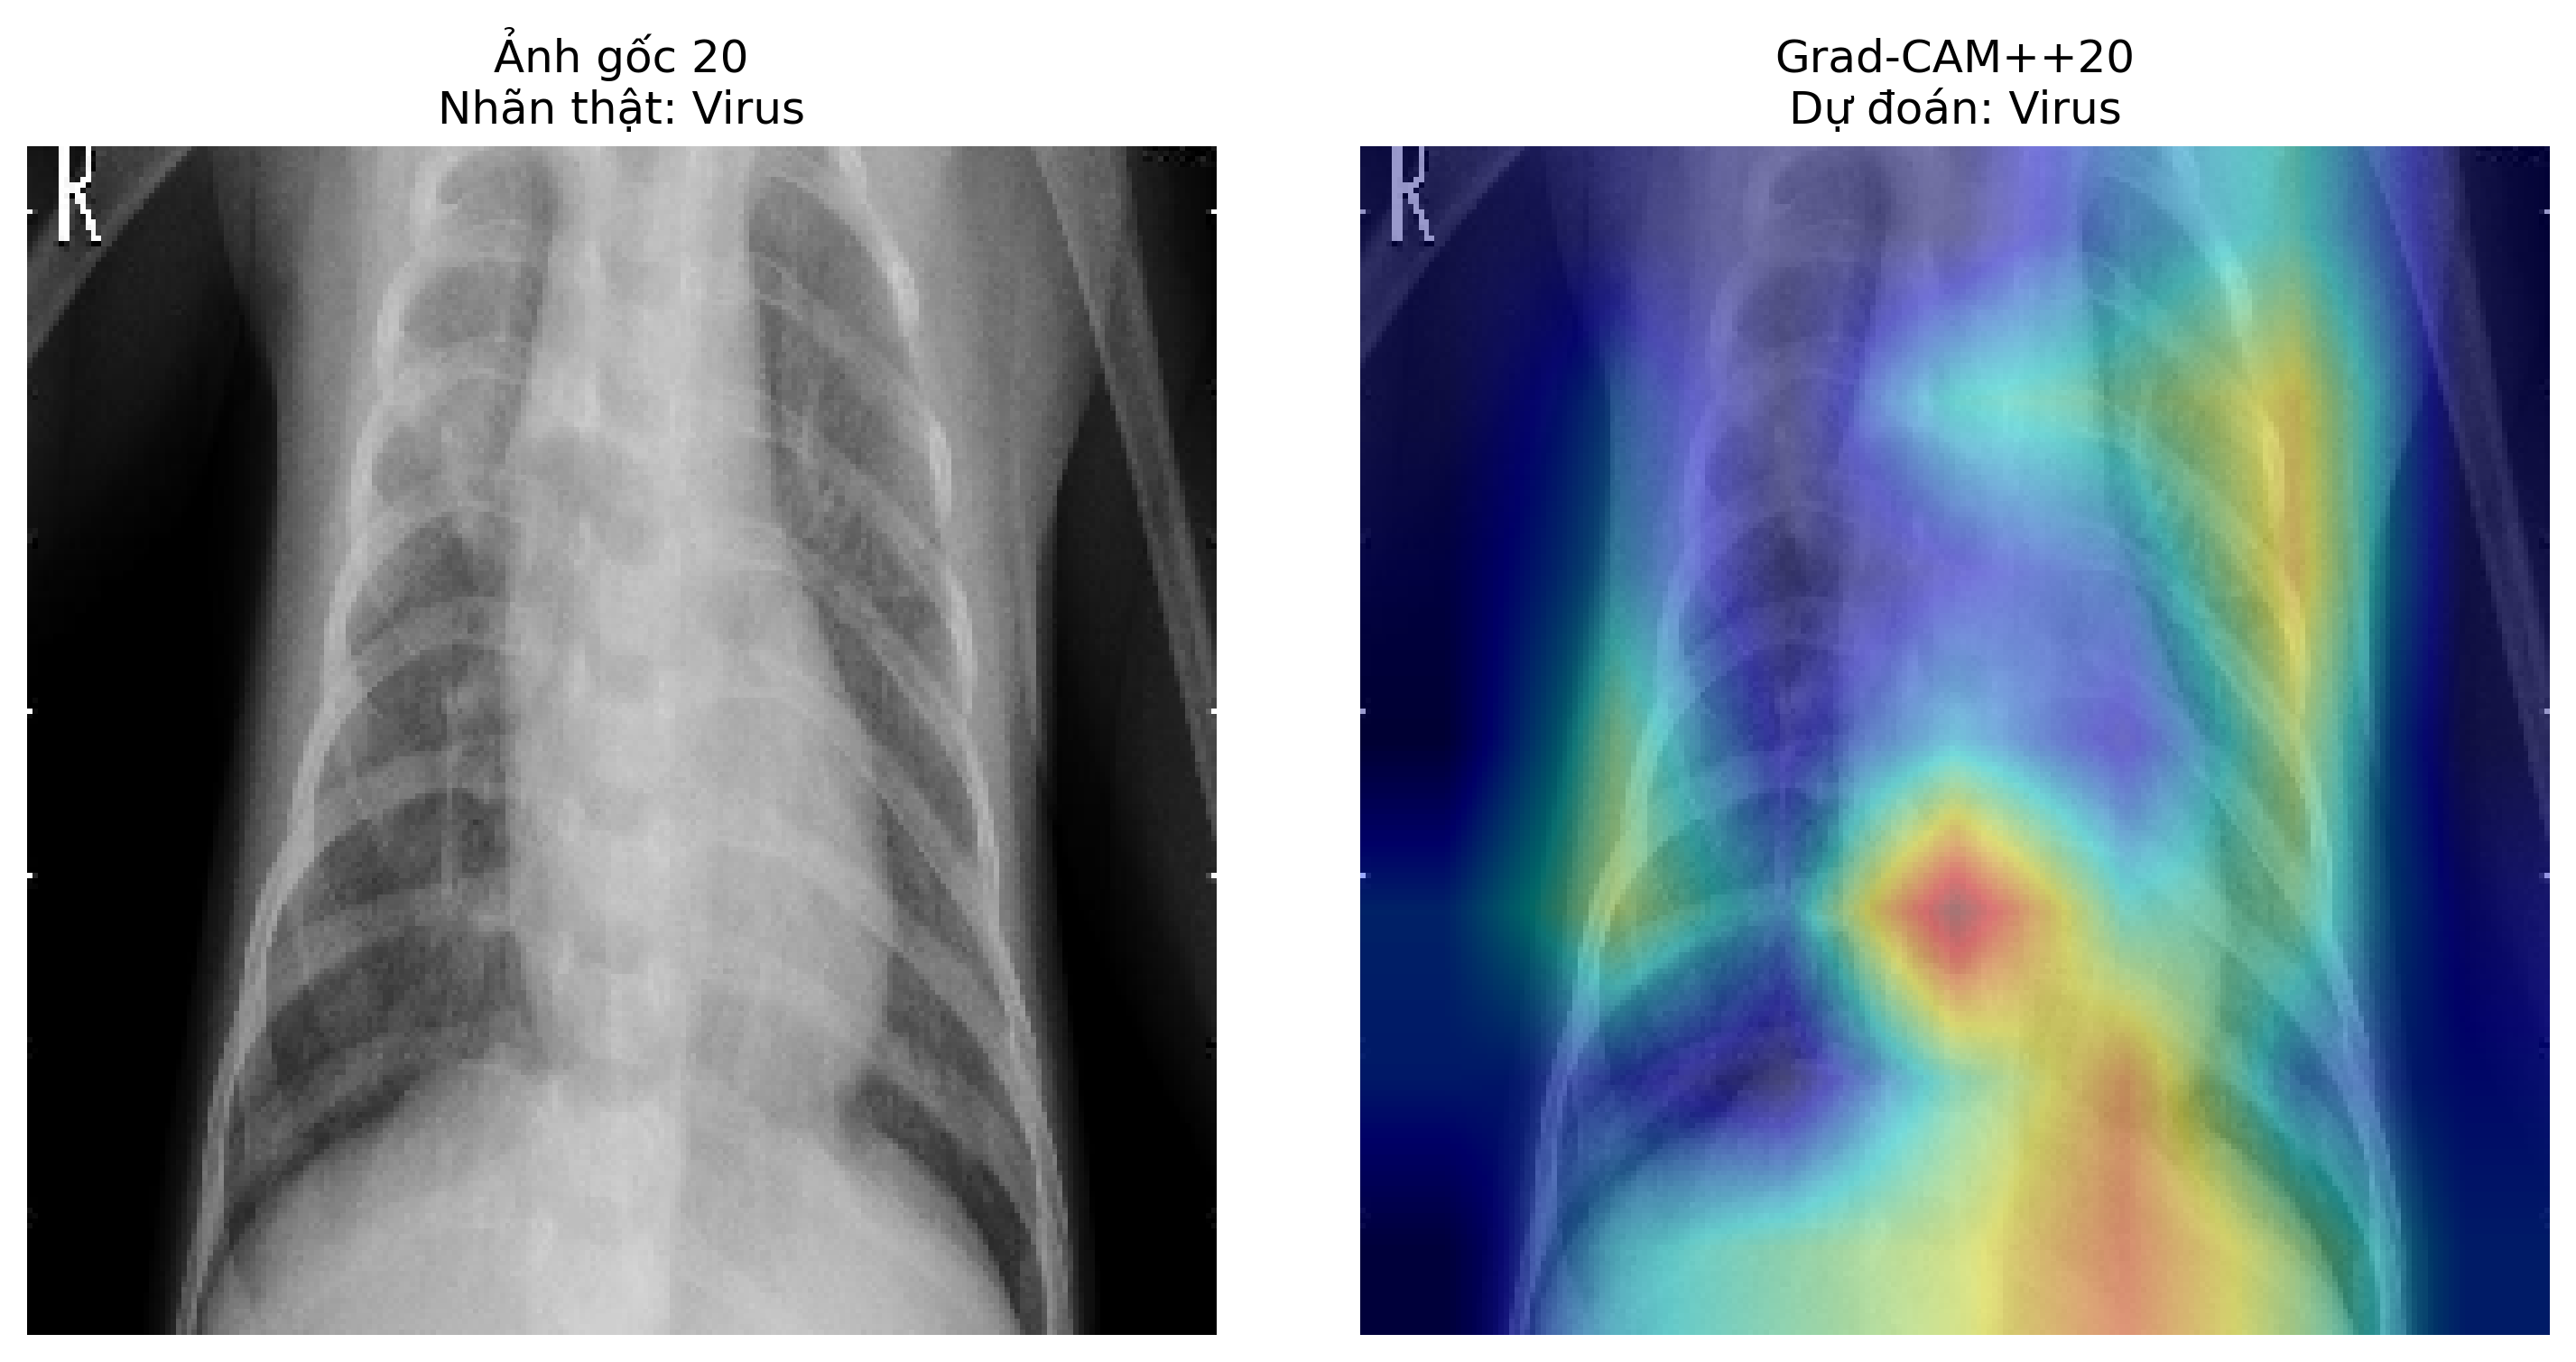 Ảnh gốc 20
Nhãn thật: Virus
Grad-CAM++20
Dự đoán: Virus
R
R